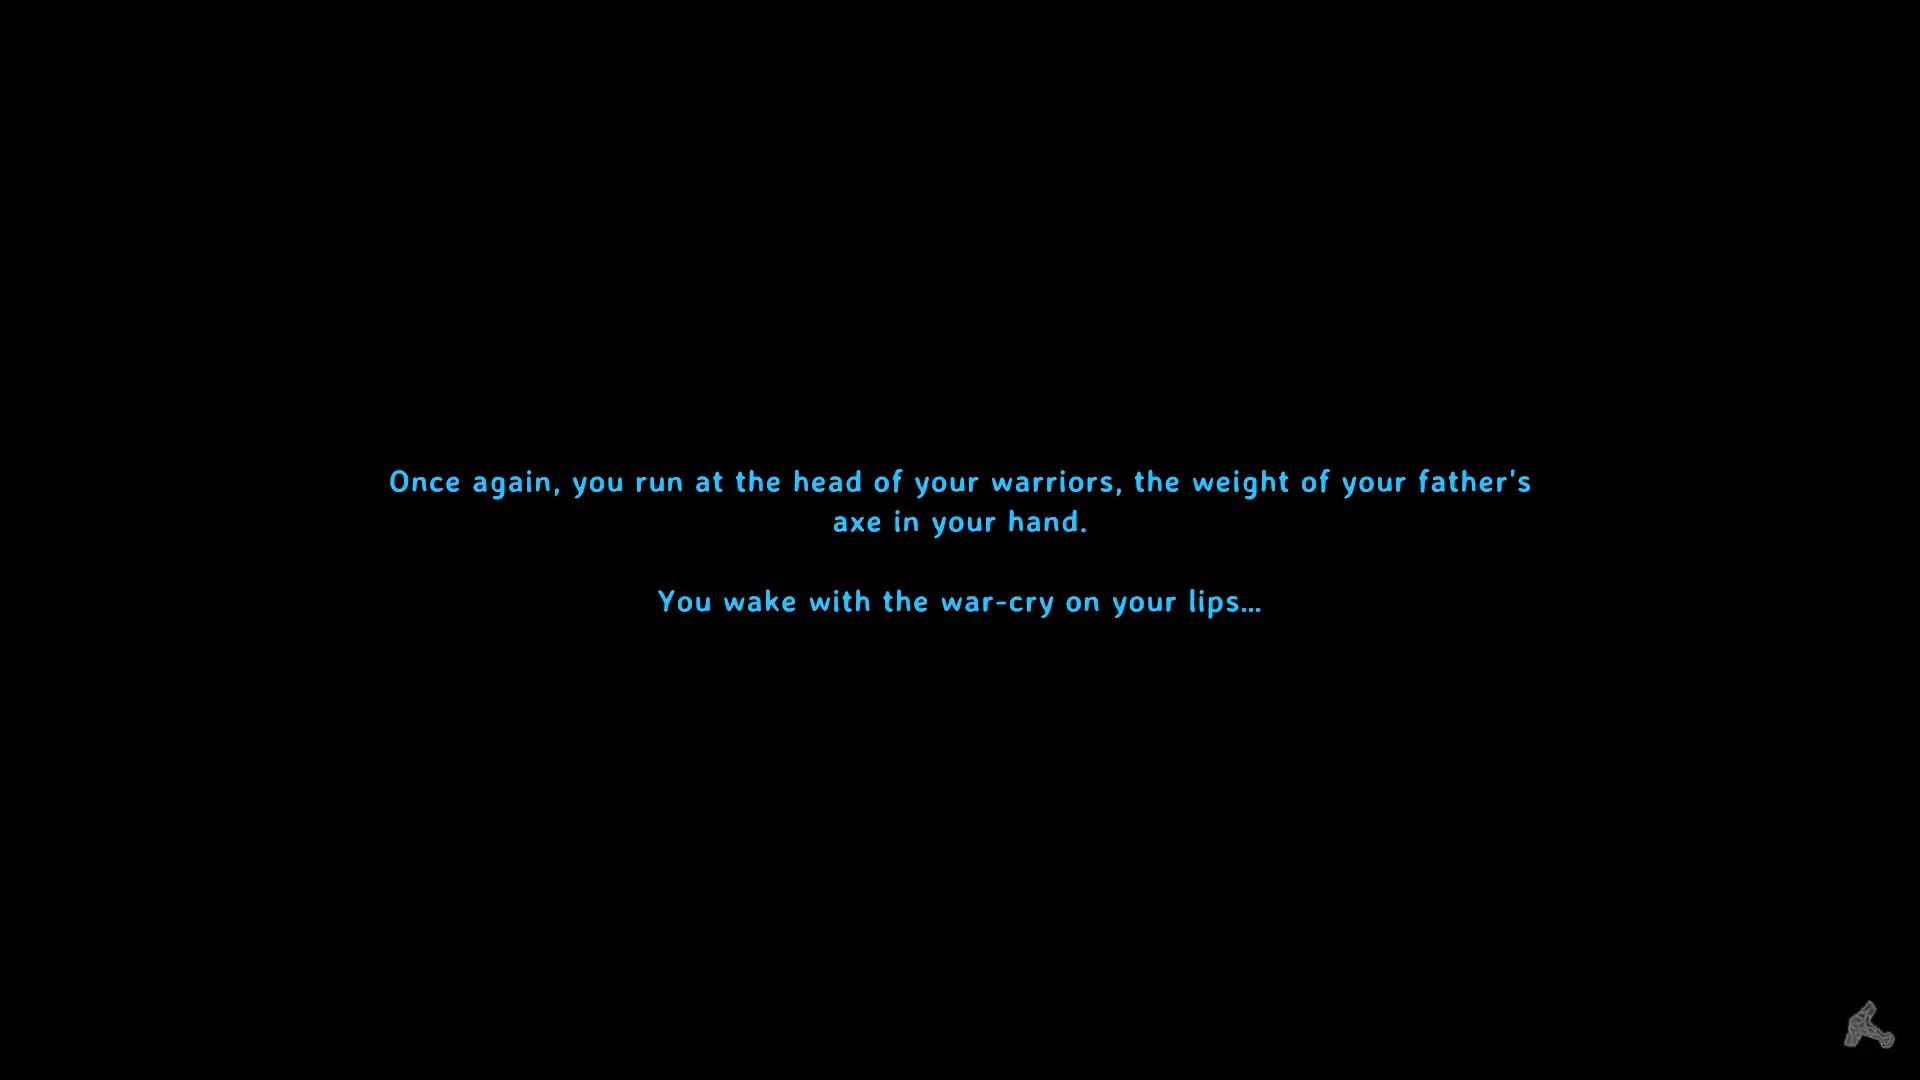 Once again, you run at the head of your warriors, the weight of your father's
axe in your hand.
You wake with the war-cry on your lips...